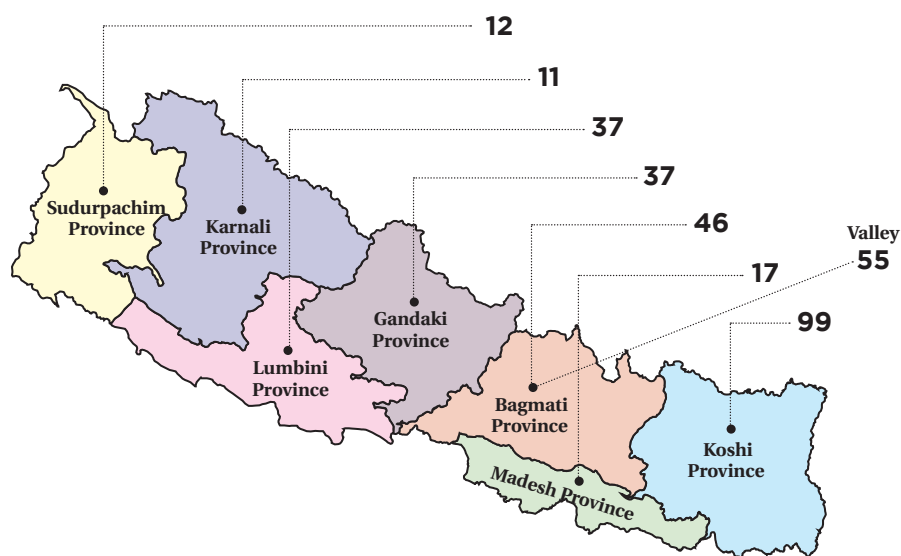 12
11
37
37
46
Valley
55
17
99
Sudurpachim
Province
Karnali
Province
Gandaki
Province
Lumbini
Province
Bagmati
Province
Koshi
Province
Madesh Province